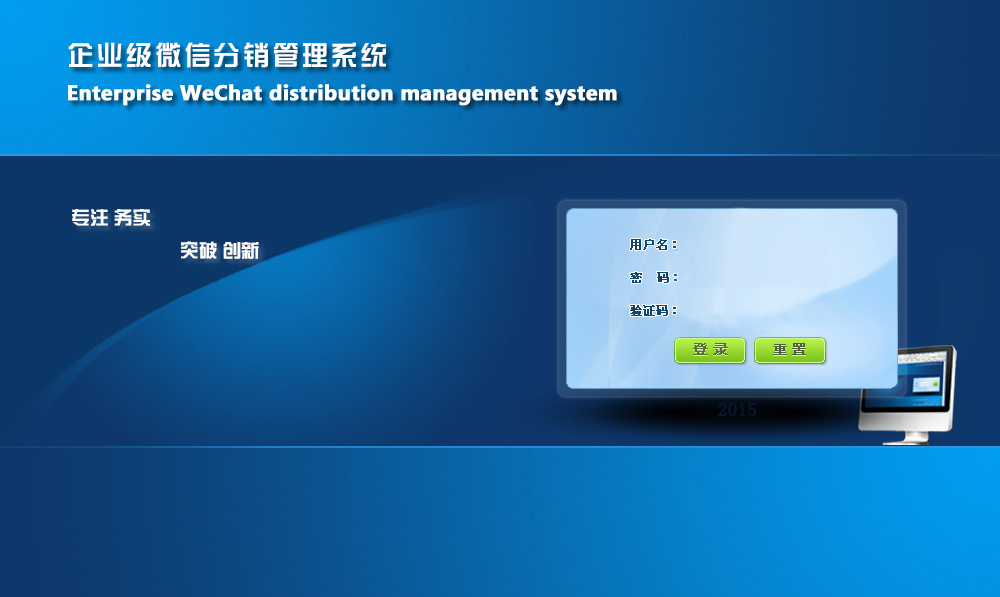 企业级微信分销管理系统
Enterprise WeChat distribution management system
专注 务实
突破 创新
用户名：
密 码：
验证码：
登 录 重 置
2015